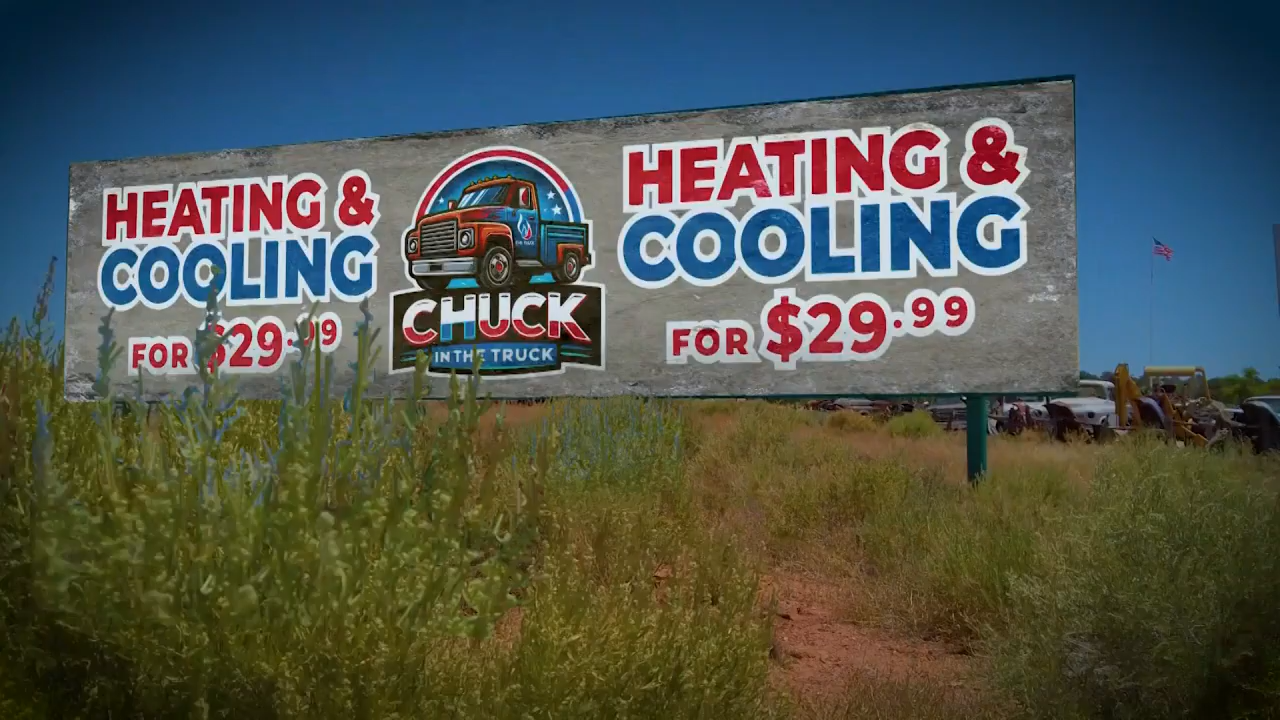 HEATING &
COOLING
FOR $29.99
CHUCK
IN THE TRUCK
HEATING &
COOLING
FOR $29.99